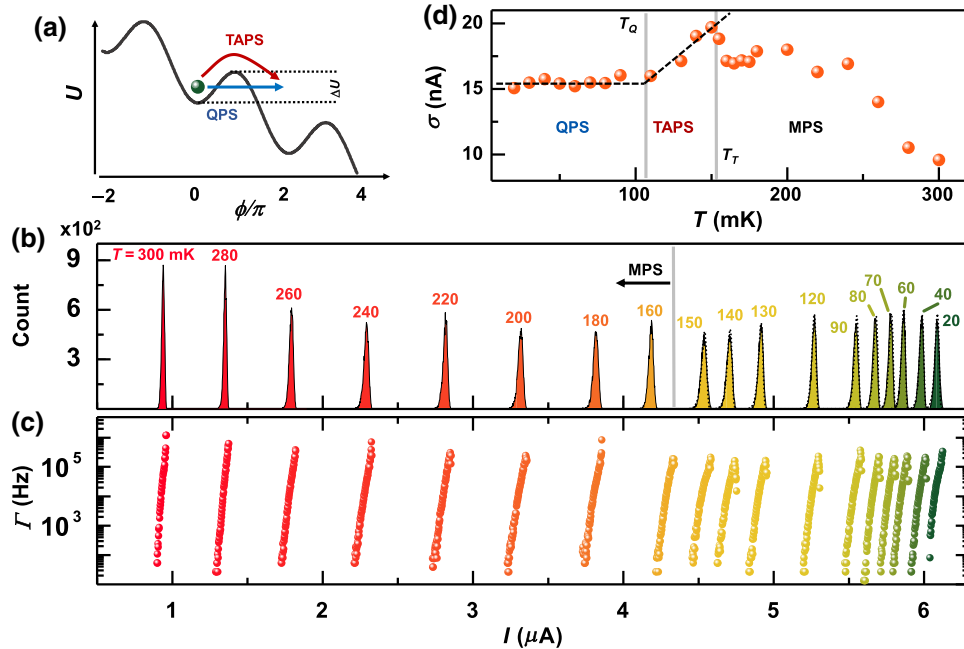 (a)
TAPS
U
ΔU
QPS
−2
0
2
4
ϕ/π
(d)
20
15
10
σ (nA)
T_Q
QPS
TAPS
MPS
T_T
0
100
200
300
T (mK)
(b)
×10²
9
6
3
Count
T = 300 mK
280
260
240
220
200
180
160
MPS
150
140
130
120
90
80
70
60
40
20
(c)
10⁵
10³
Γ (Hz)
1
2
3
4
5
6
I (μA)